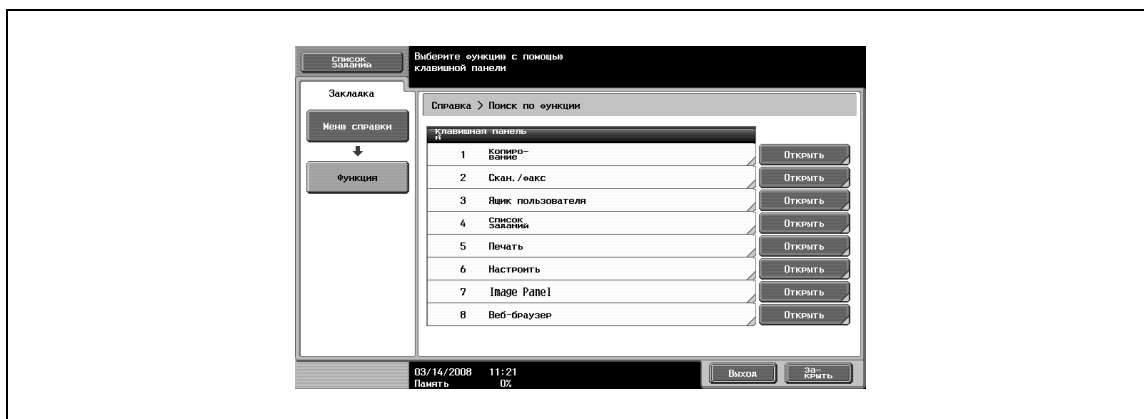 Список
заданий
Выберите функцию с помощью
клавишной панели
Закладка
Меню справки
Функция
Справка > Поиск по функции
Клавишная панель
1 Копиро-
вание Открыть
2 Скан./факс Открыть
3 Ящик пользователя Открыть
4 Список
заданий Открыть
5 Печать Открыть
6 Настроить Открыть
7 Image Panel Открыть
8 Веб-браузер Открыть
03/14/2008 11:21
Память 0%
Выход
За-
крыть